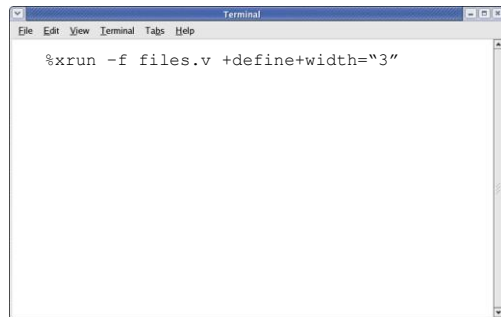 Terminal
File Edit View Terminal Tabs Help
%xrun –f files.v +define+width=“3”